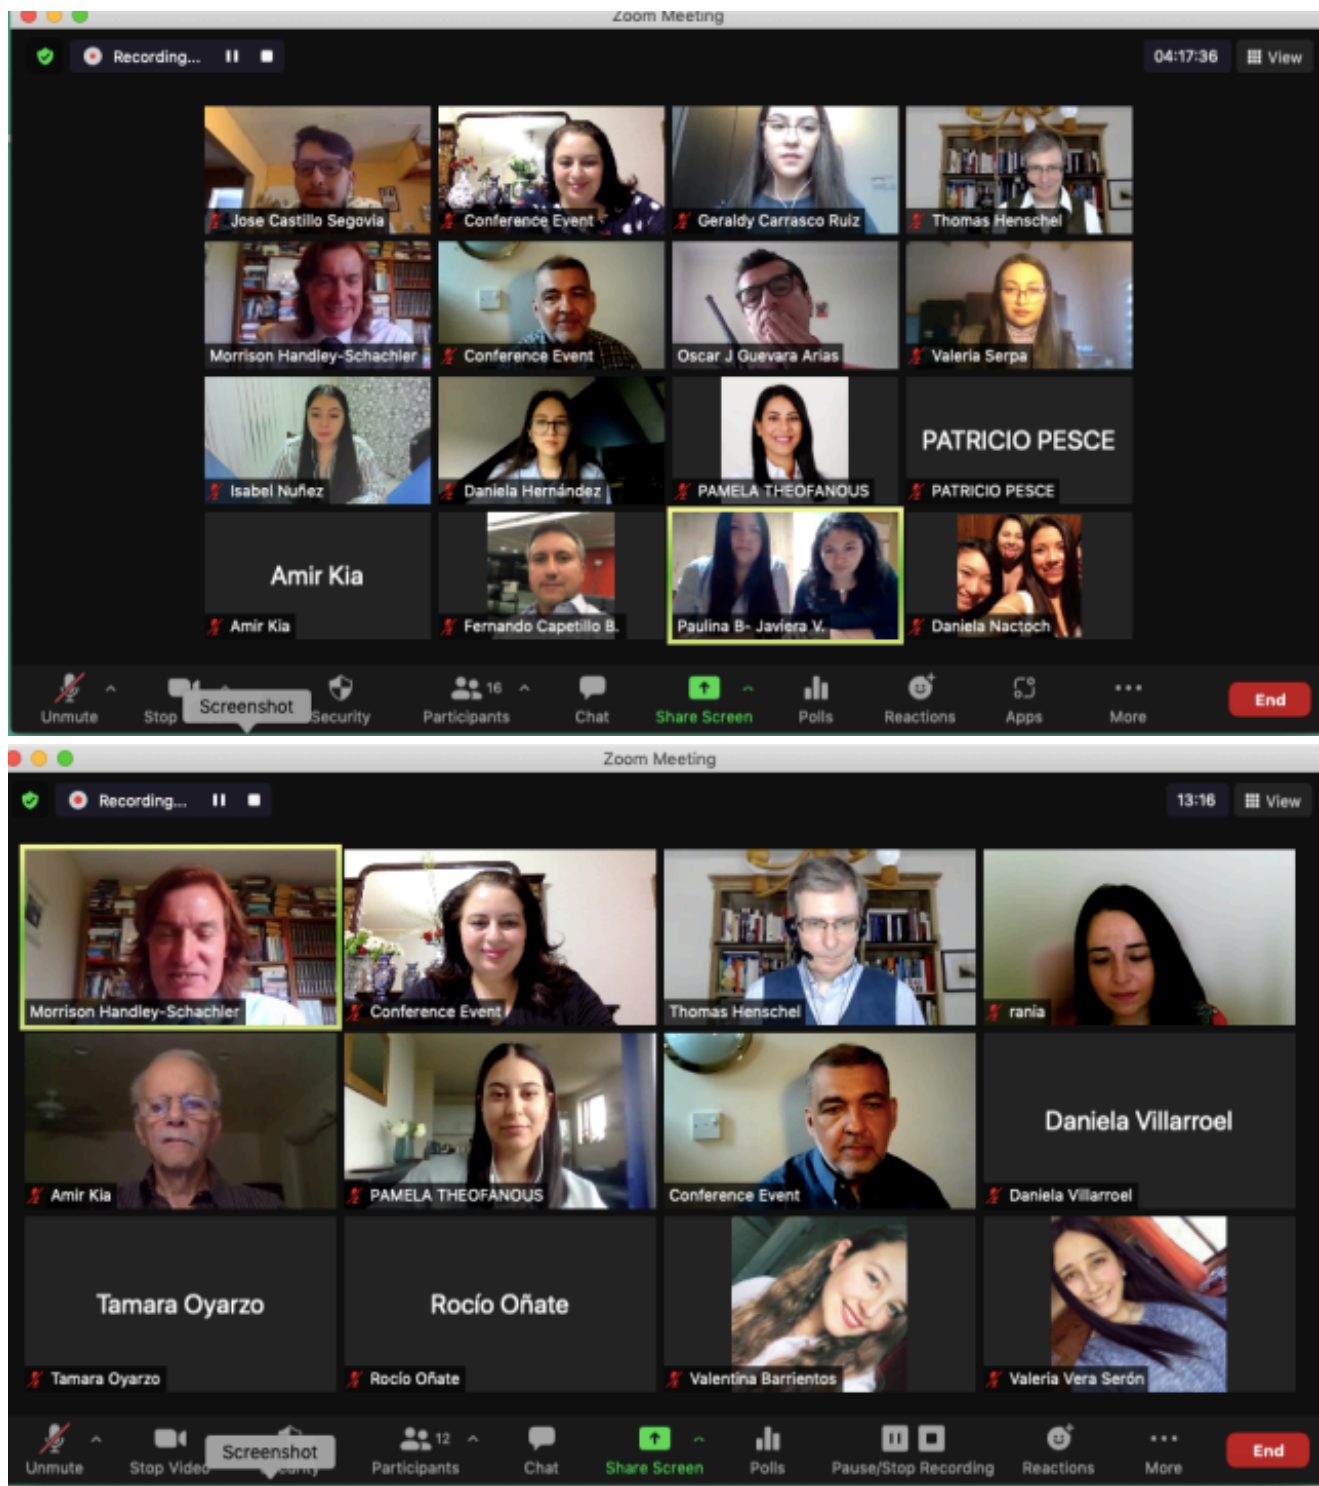 Zoom Meeting
Recording...
04:17:36
View
Jose Castillo Segovia
Conference Event
Geraldy Carrasco Ruiz
Thomas Henschel
Morrison Handley-Schachler
Conference Event
Oscar J Guevara Arias
Valeria Serpa
Isabel Nuñez
Daniela Hernández
PAMELA THEOFANOUS
PATRICIO PESCE
PATRICIO PESCE
Amir Kia
Amir Kia
Fernando Capetillo B.
Paulina B- Javiera V.
Daniela Nactoch
Unmute
Stop
Screenshot
Security
16
Participants
Chat
Share Screen
Polls
Reactions
Apps
More
End
Zoom Meeting
Recording...
13:16
View
Morrison Handley-Schachler
Conference Event
Thomas Henschel
rania
Amir Kia
PAMELA THEOFANOUS
Conference Event
Daniela Villarroel
Daniela Villarroel
Tamara Oyarzo
Tamara Oyarzo
Rocío Oñate
Rocío Oñate
Valentina Barrientos
Valeria Vera Serón
Unmute
Stop Video
Screenshot
12
Participants
Chat
Share Screen
Polls
Pause/Stop Recording
Reactions
More
End